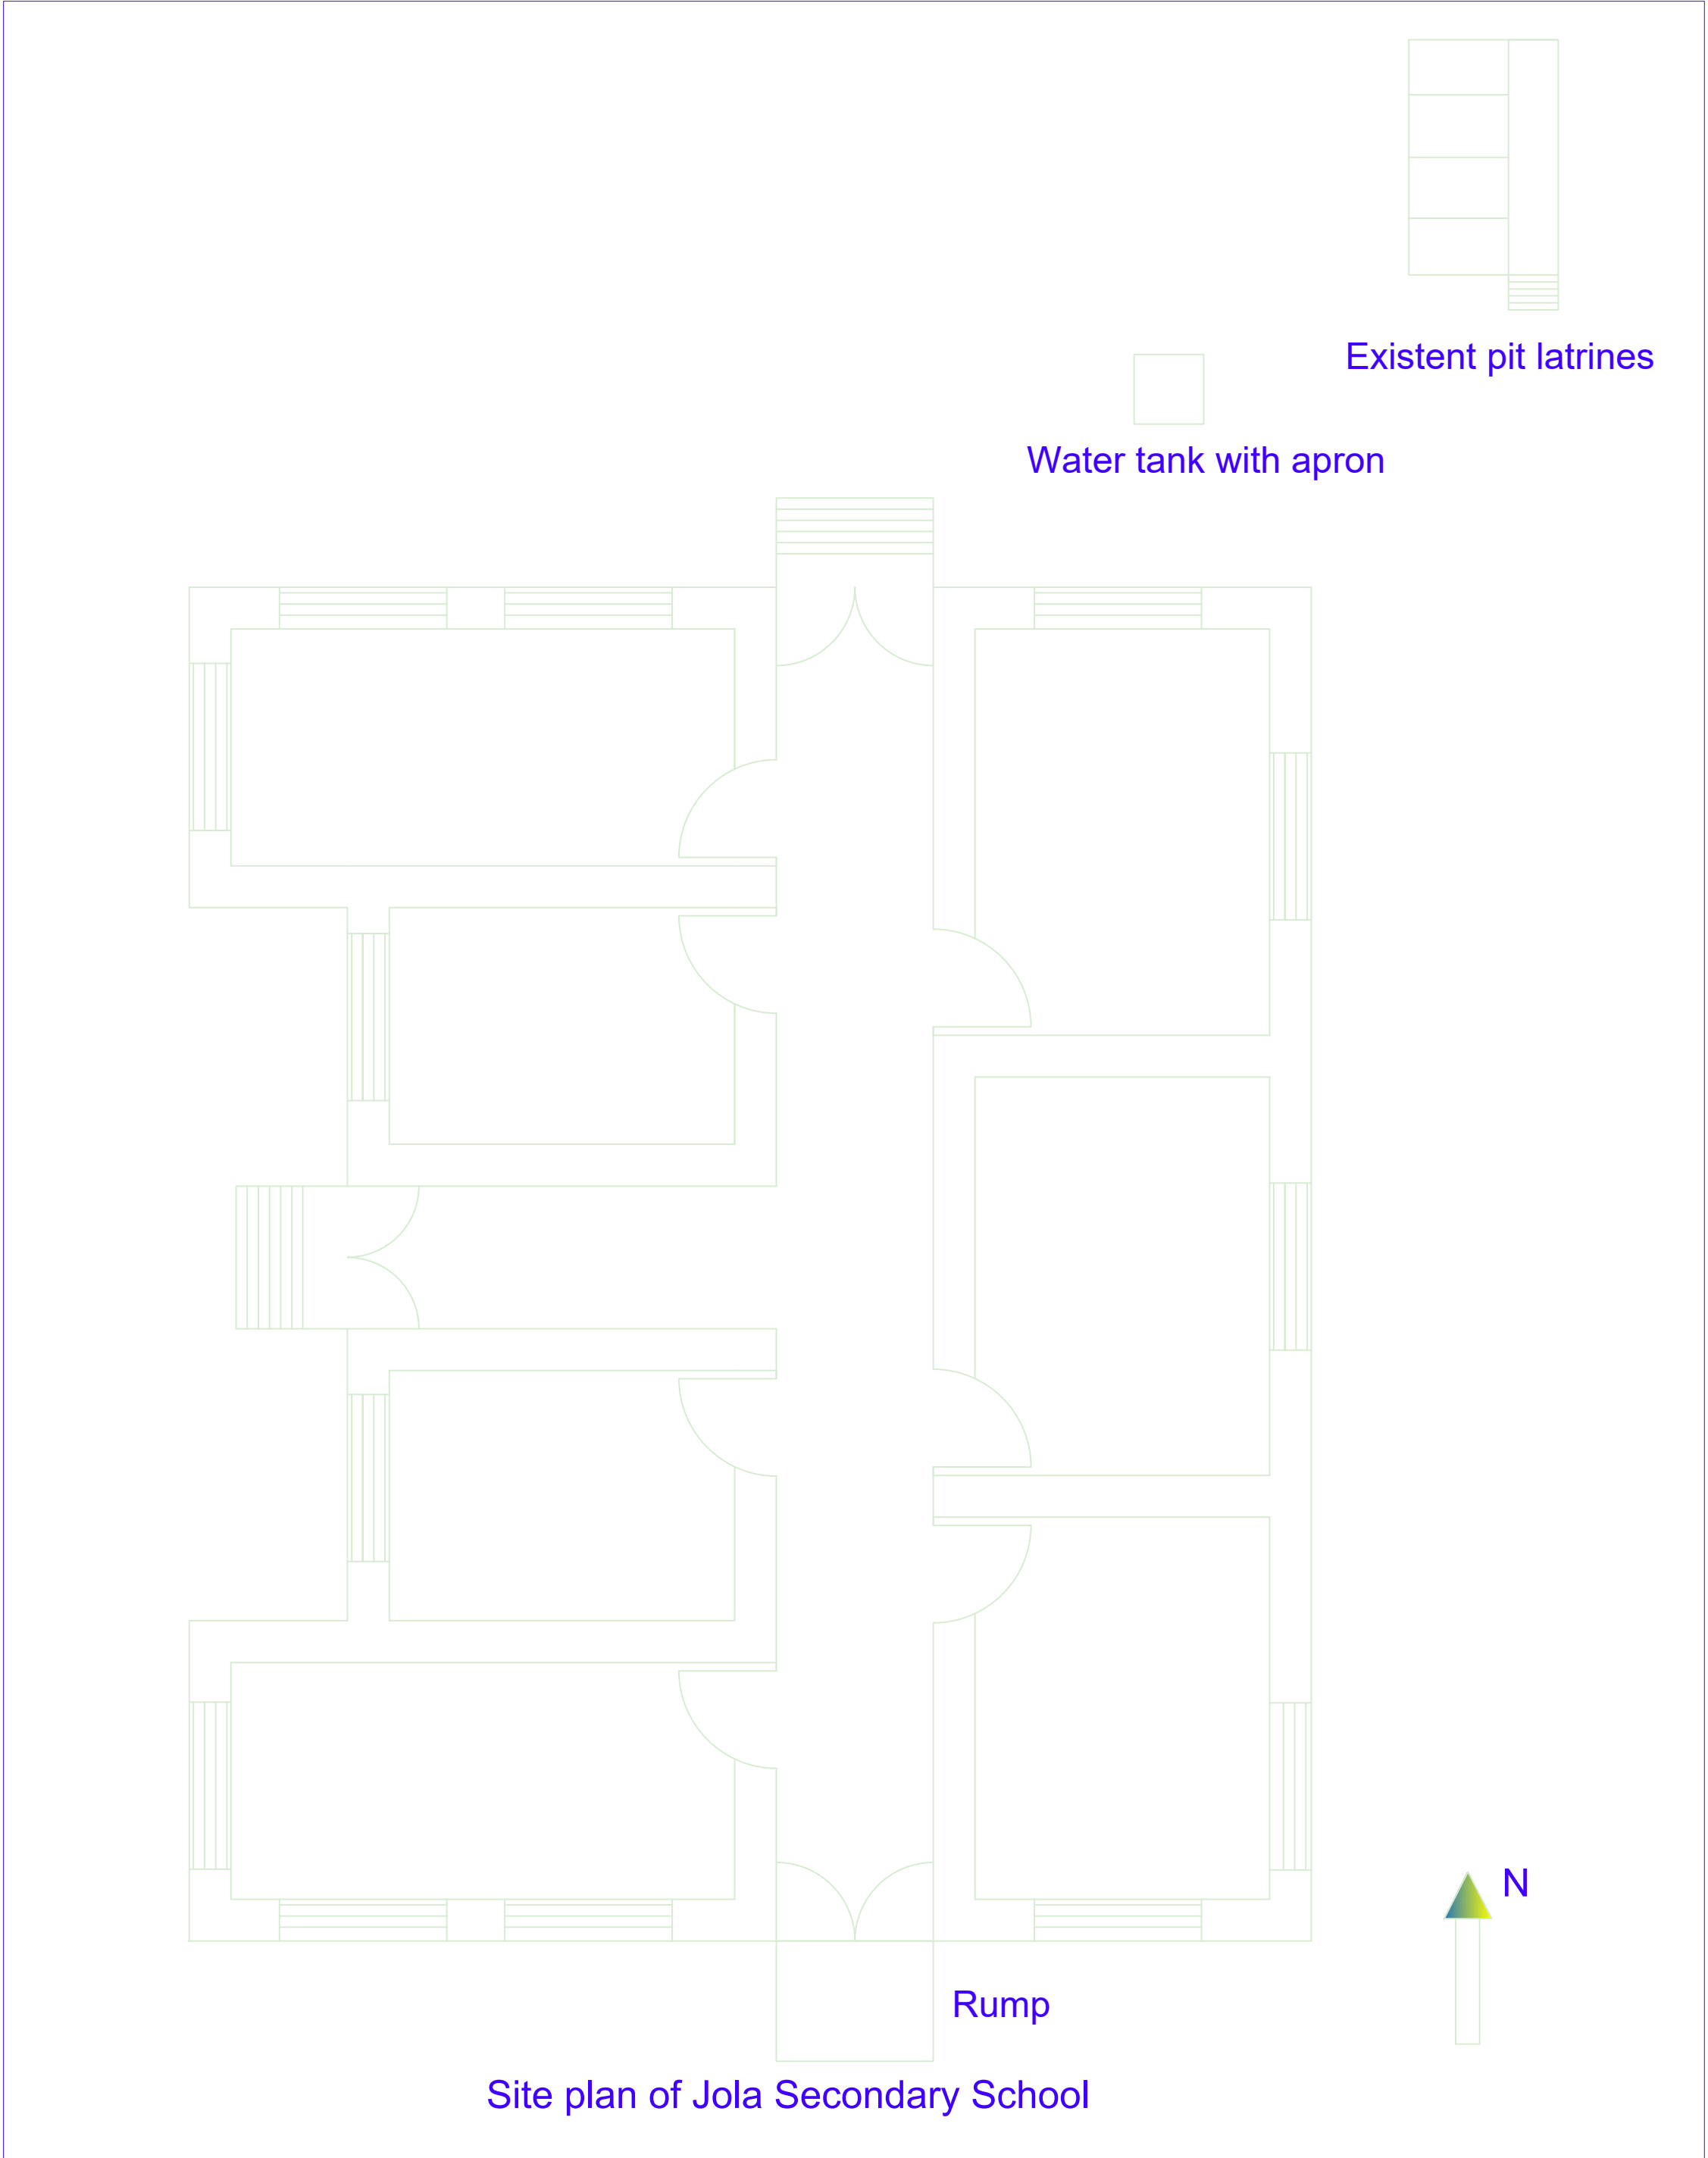 Existent pit latrines
Water tank with apron
N
Rump
Site plan of Jola Secondary School